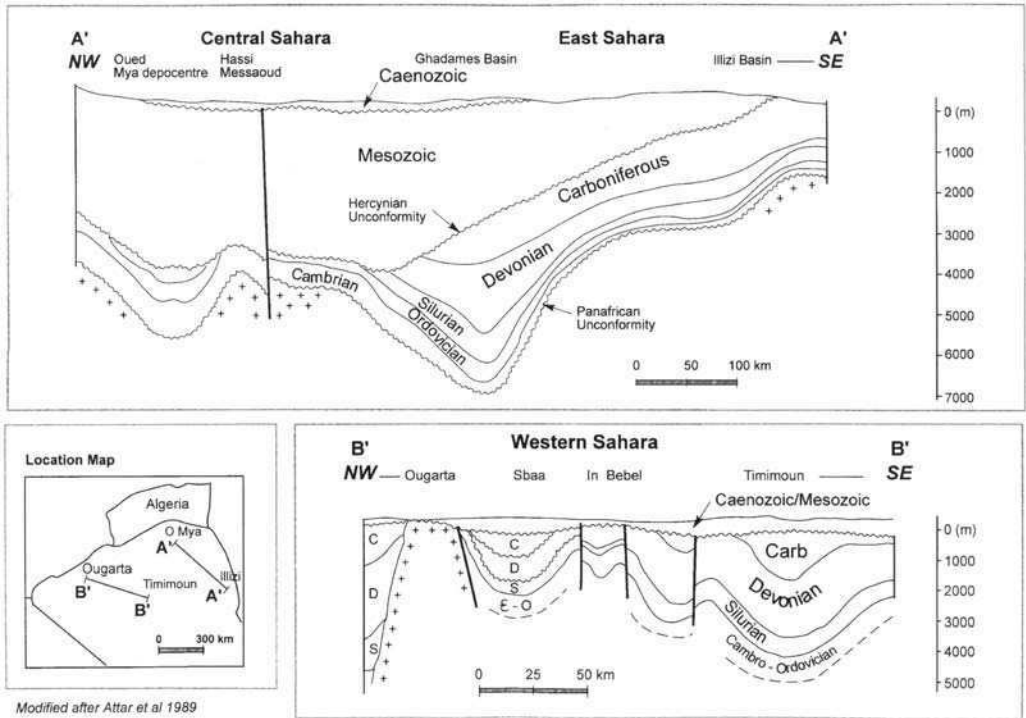 A' Central Sahara East Sahara A'
NW Oued Hassi Ghadames Basin Illizi Basin SE
Mya depocentre Messaoud
Caenozoic
0 (m)
Mesozoic
1000
Carboniferous
2000
Hercynian
Unconformity
3000
Devonian
4000
Cambrian
Silurian
Ordovician
Panafrican
Unconformity
5000
0 50 100 km
6000
7000
Location Map
Algeria
O Mya
A'
Ougarta
Timimoun
illizi
B'
B'
A'
0 300 km
Modified after Attar et al 1989
B' Western Sahara B'
NW Ougarta Sbaa In Bebel Timimoun SE
Caenozoic/Mesozoic
0 (m)
C
C
Carb
D
1000
D
S
Devonian
2000
Є - O
Silurian
3000
S
Cambro - Ordovician
4000
0 25 50 km
5000